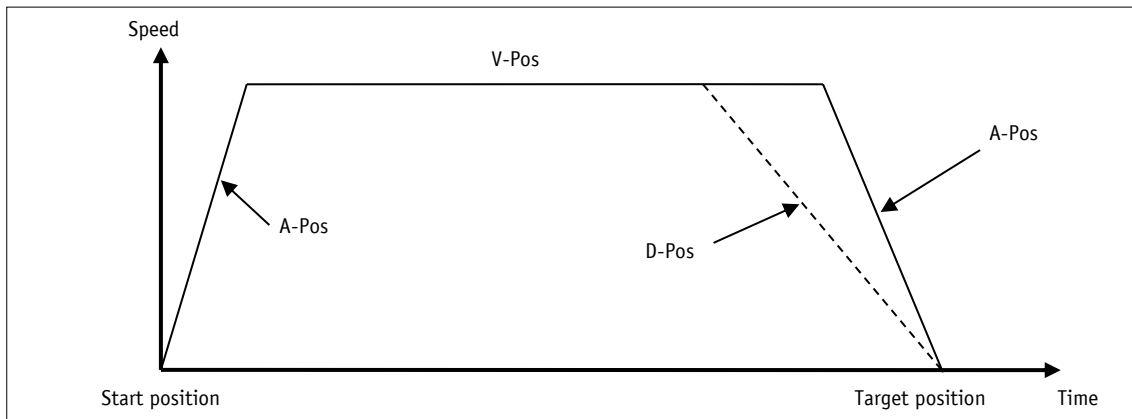 Speed
V-Pos
A-Pos
A-Pos
D-Pos
Start position
Target position
Time